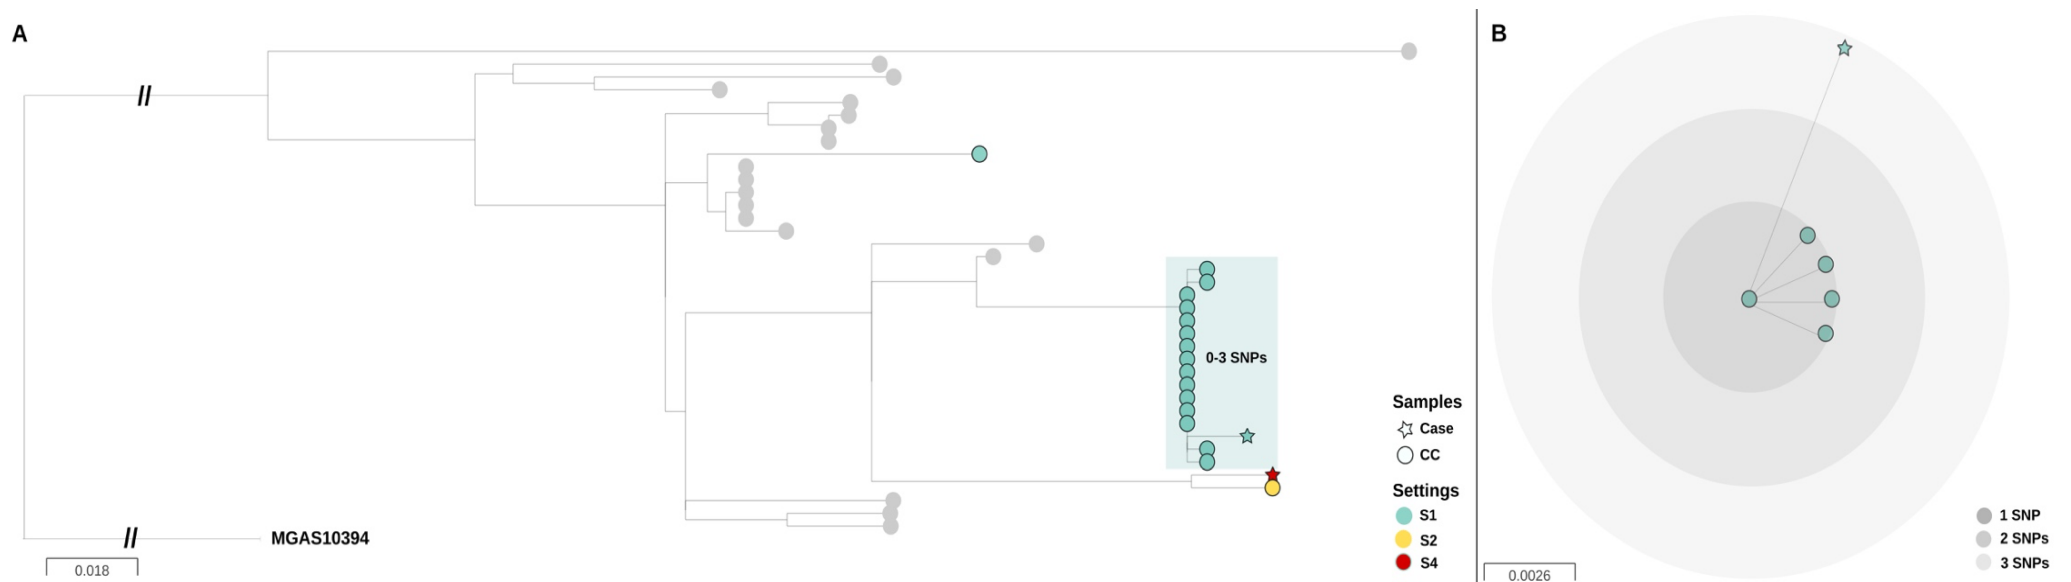 A
0-3 SNPs
Samples
Case
CC
Settings
S1
S2
S4
MGAS10394
0.018
B
1 SNP
2 SNPs
3 SNPs
0.0026